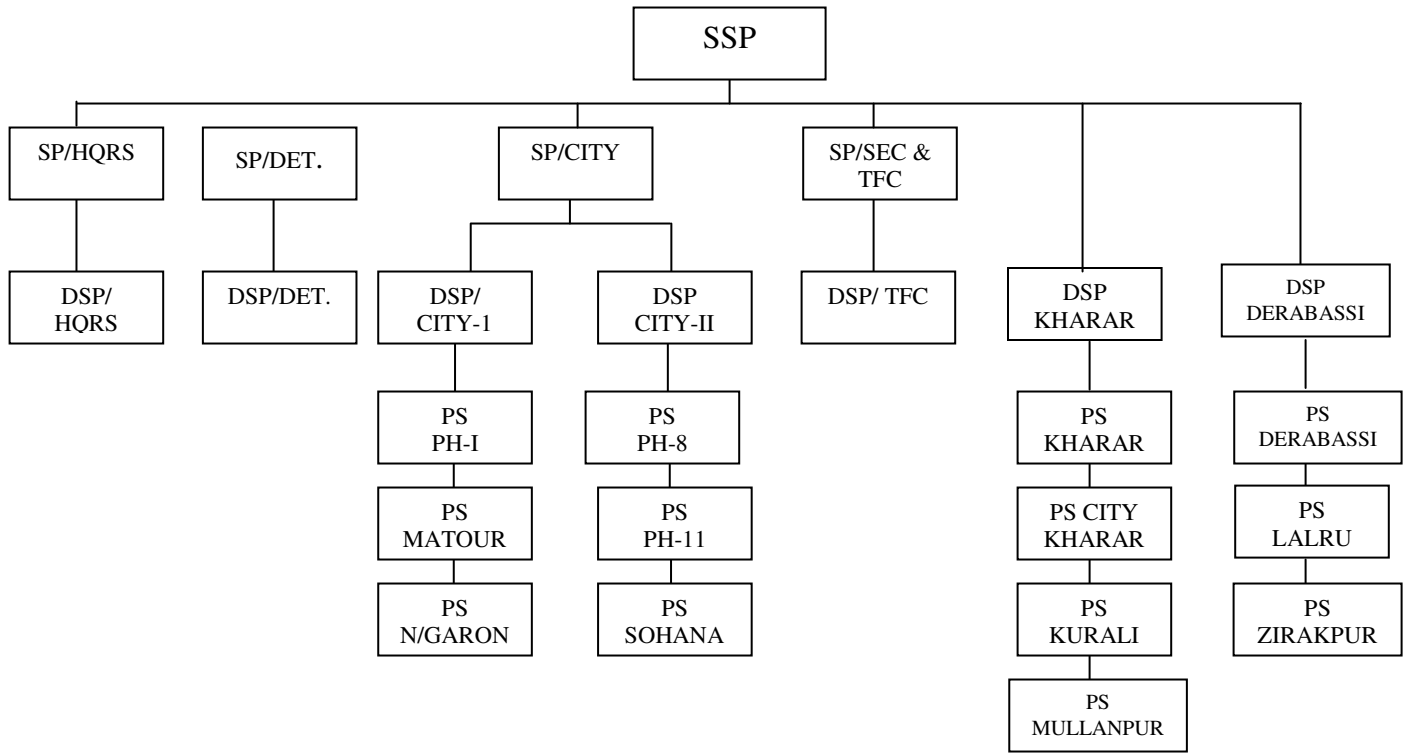 SSP
SP/HQRS
SP/DET.
SP/CITY
SP/SEC &
TFC
DSP/
HQRS
DSP/DET.
DSP/
CITY-1
DSP
CITY-II
DSP/ TFC
DSP
KHARAR
DSP
DERABASSI
PS
PH-I
PS
PH-8
PS
KHARAR
PS
DERABASSI
PS
MATOUR
PS
PH-11
PS CITY
KHARAR
PS
LALRU
PS
N/GARON
PS
SOHANA
PS
KURALI
PS
ZIRAKPUR
PS
MULLANPUR